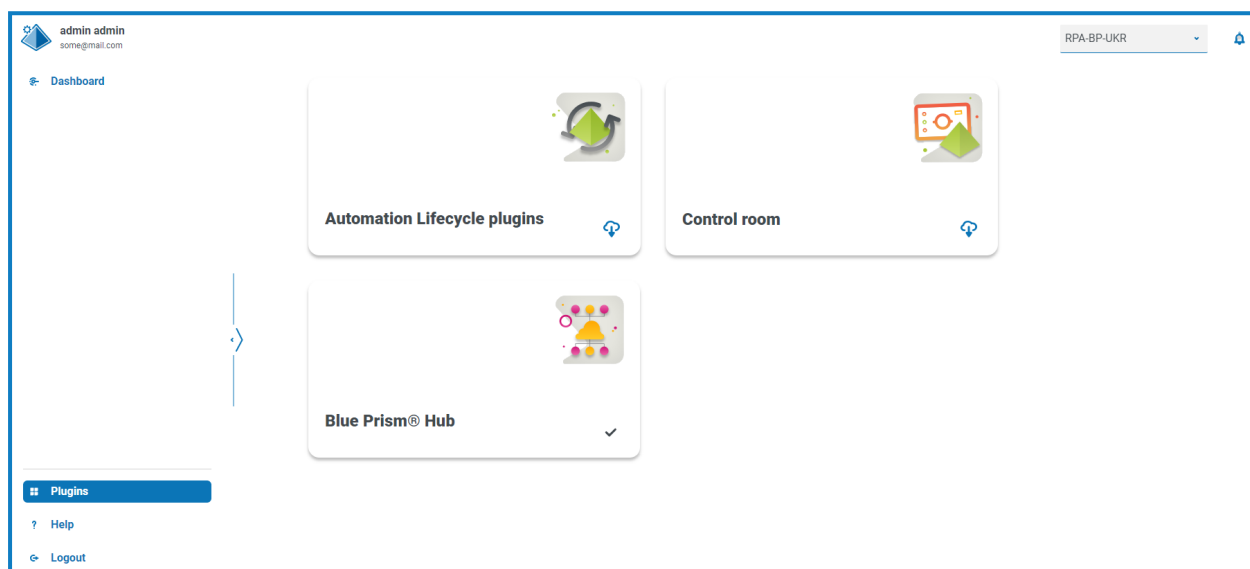 admin admin
some@mail.com
RPA-BP-UKR
Dashboard
Automation Lifecycle plugins
Control room
Blue Prism® Hub
Plugins
? Help
Logout